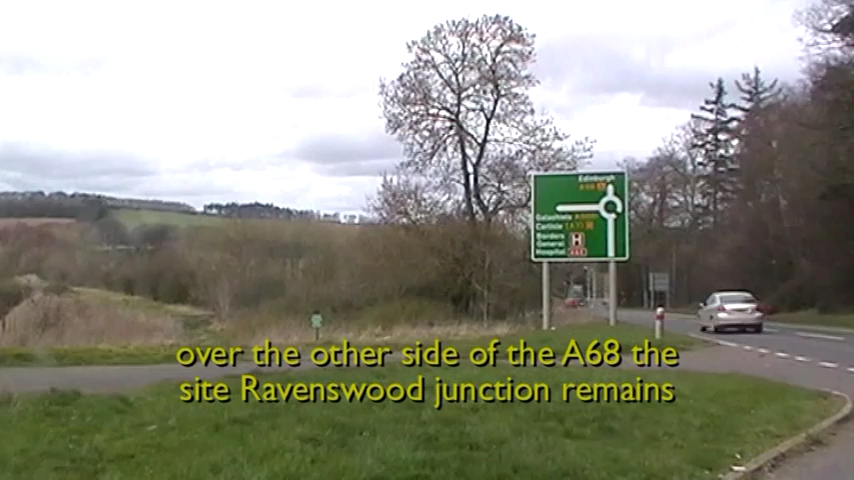 Edinburgh
A68
Galashiels
Carlisle (A7)
Borders
General
Hospital
H
over the other side of the A68 the
site Ravenswood junction remains